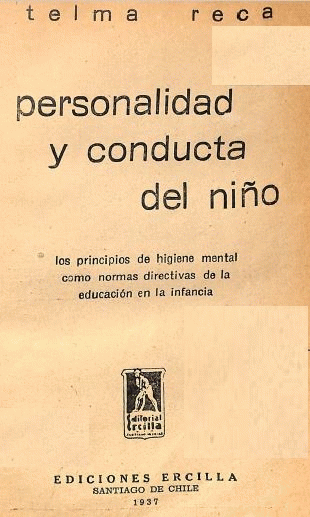 telma reca
personalidad
y conducta
del niño
los principios de higiene mental
como normas directivas de la
educación en la infancia
Editorial
Ercilla
EDICIONES ERCILLA
SANTIAGO DE CHILE
1937